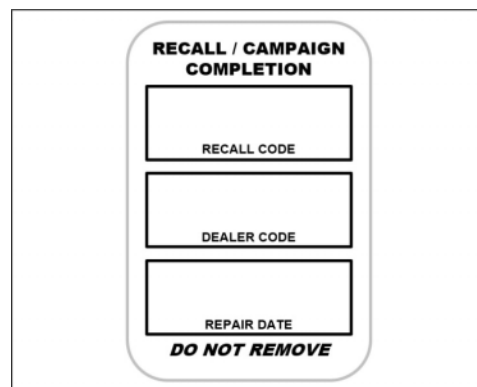 RECALL / CAMPAIGN
COMPLETION
RECALL CODE
DEALER CODE
REPAIR DATE
DO NOT REMOVE